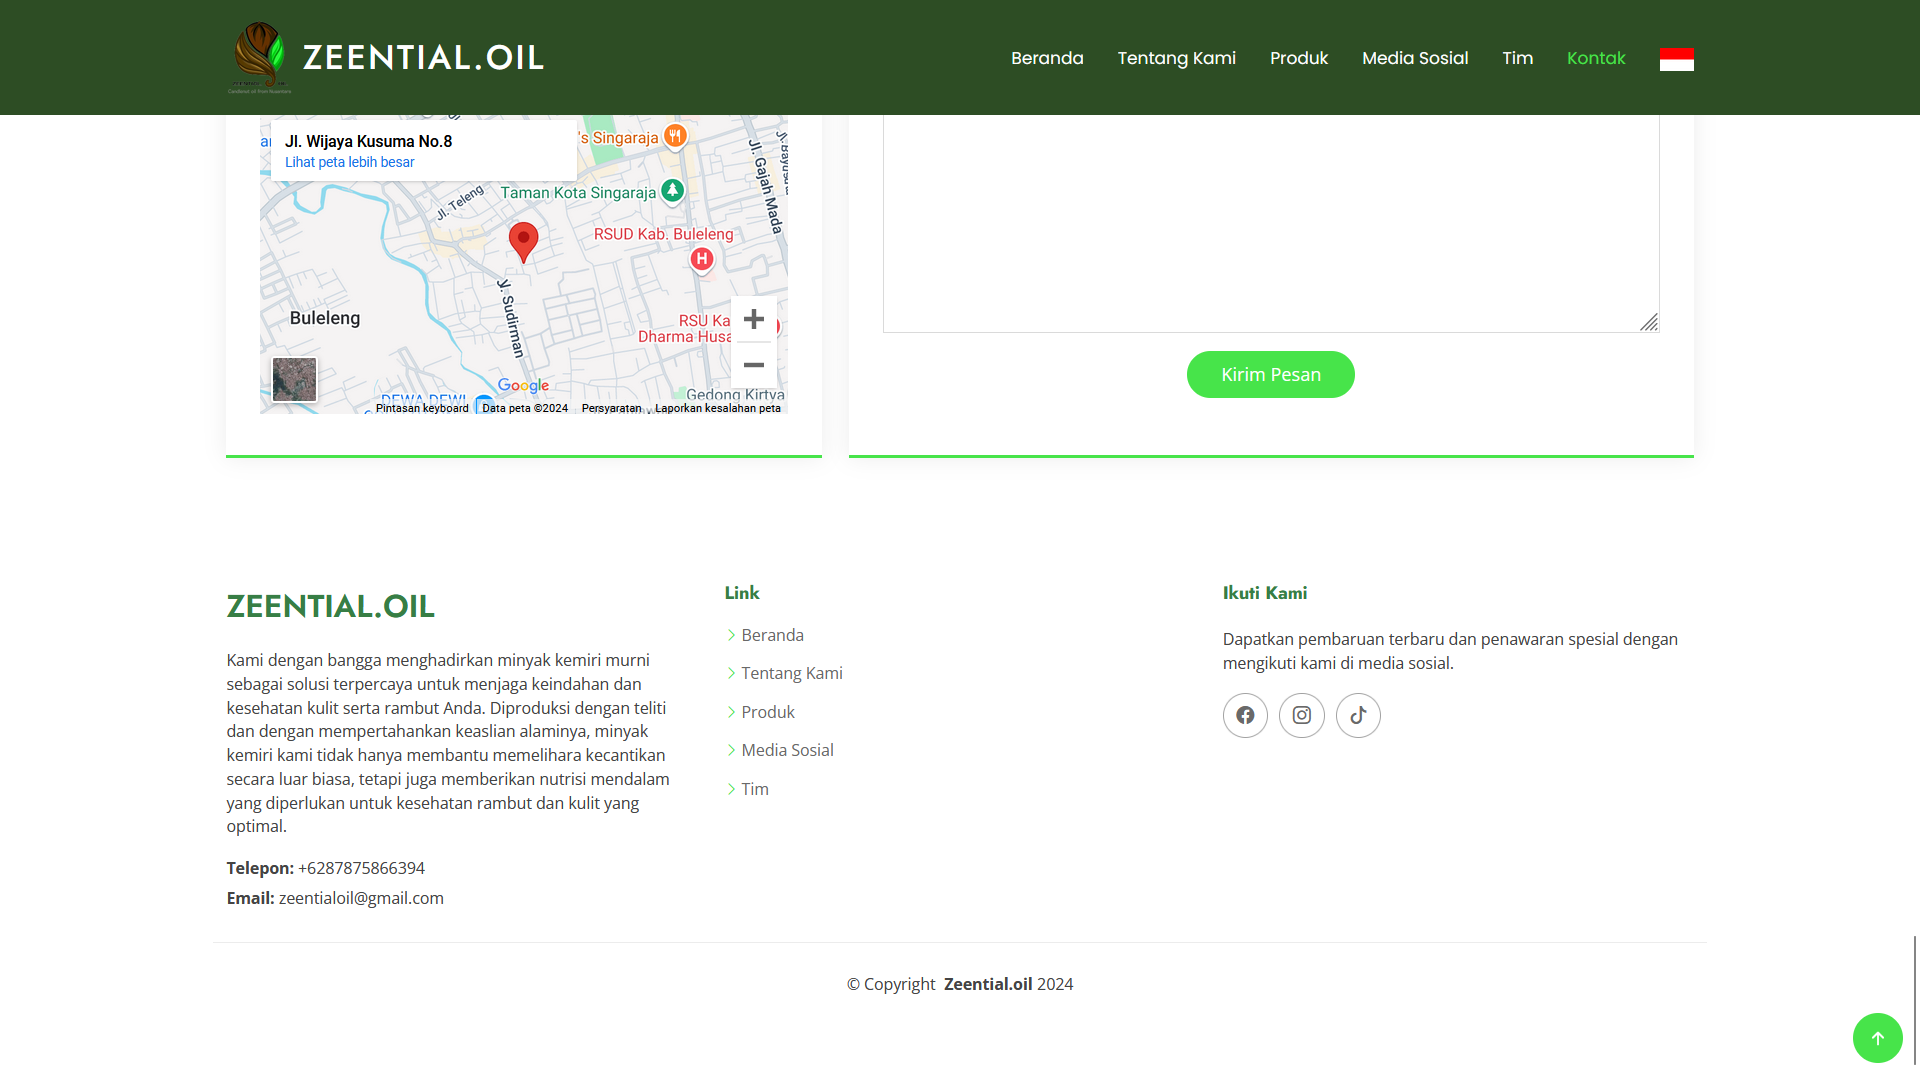 ZEENTIAL.OIL
Beranda
Tentang Kami
Produk
Media Sosial
Tim
Kontak
Jl. Wijaya Kusuma No.8
Lihat peta lebih besar
's Singaraja
Jl. Gajah Mada
Taman Kota Singaraja
Jl. Teleng
RSUD Kab. Buleleng
H
Jl. Sudirman
Buleleng
RSU Ka
Dharma Husa
Google
DEWA DEWI
Gedong Kirtya
Pintasan keyboard
Data peta ©2024
Persyaratan
Laporkan kesalahan peta
Kirim Pesan
ZEENTIAL.OIL
Kami dengan bangga menghadirkan minyak kemiri murni
sebagai solusi terpercaya untuk menjaga keindahan dan
kesehatan kulit serta rambut Anda. Diproduksi dengan teliti
dan dengan mempertahankan keaslian alaminya, minyak
kemiri kami tidak hanya membantu memelihara kecantikan
secara luar biasa, tetapi juga memberikan nutrisi mendalam
yang diperlukan untuk kesehatan rambut dan kulit yang
optimal.
Telepon: +6287875866394
Email: zeentialoil@gmail.com
Link
Beranda
Tentang Kami
Produk
Media Sosial
Tim
Ikuti Kami
Dapatkan pembaruan terbaru dan penawaran spesial dengan
mengikuti kami di media sosial.
© Copyright Zeential.oil 2024